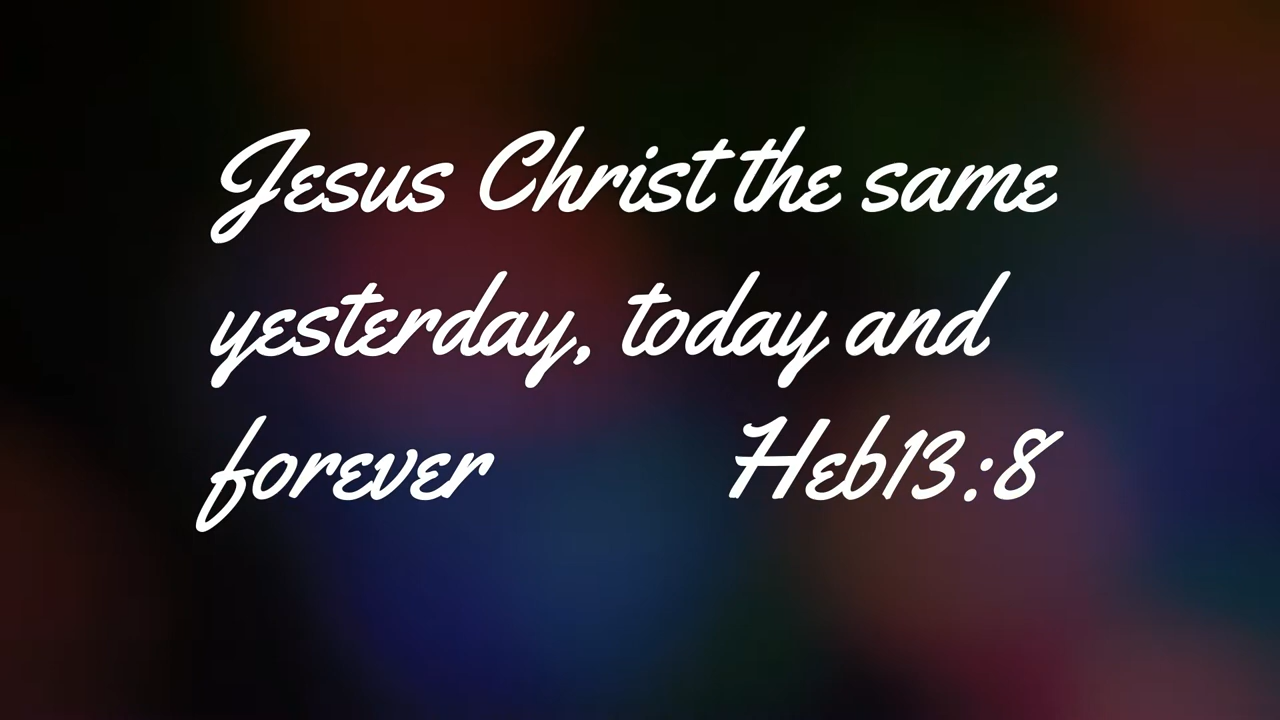 Jesus Christ the same
yesterday, today and
forever Heb13:8